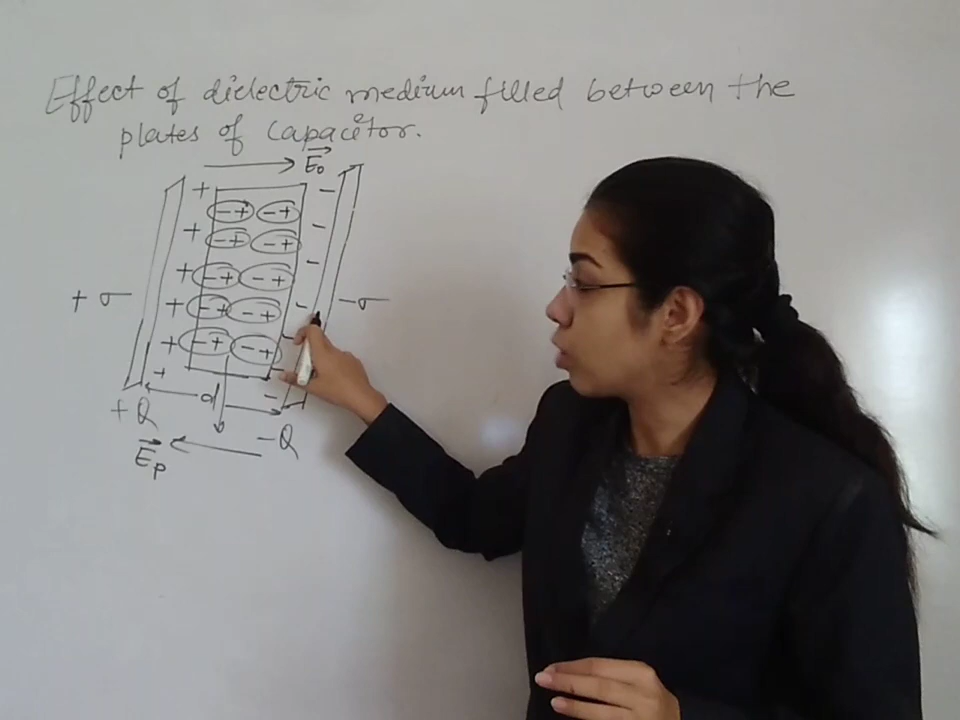 Effect of dielectric medium filled between the
plates of capacitor.
E₀
+ -
-+ -+
+ -
-+ -+
+ -
-+ -+
+ σ
+ -
-σ
-+ -+
+ -
-+ -+
+ -
d
-
+ Q
- Q
Eₚ